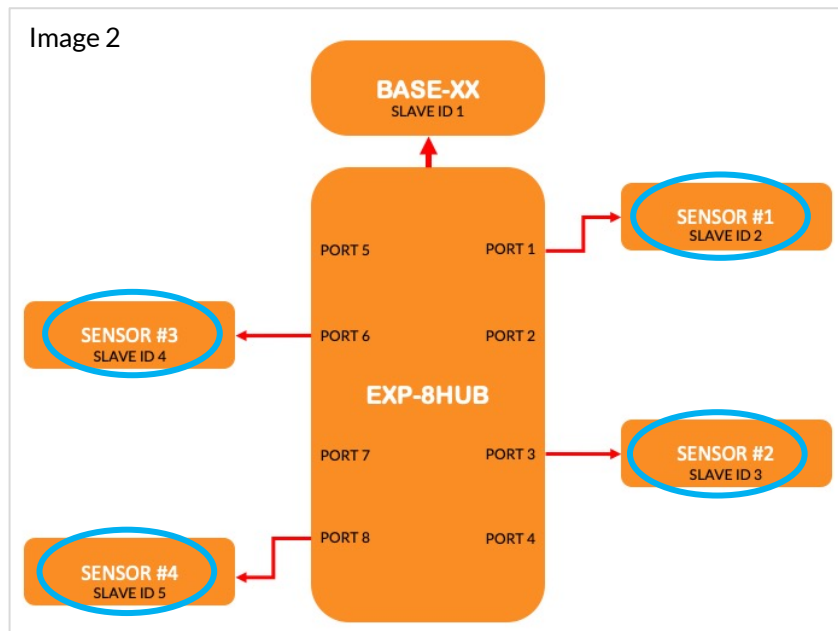 Image 2
BASE-XX
SLAVE ID 1
PORT 5
PORT 1
SENSOR #1
SLAVE ID 2
SENSOR #3
SLAVE ID 4
PORT 6
PORT 2
EXP-8HUB
PORT 7
PORT 3
SENSOR #2
SLAVE ID 3
PORT 8
PORT 4
SENSOR #4
SLAVE ID 5